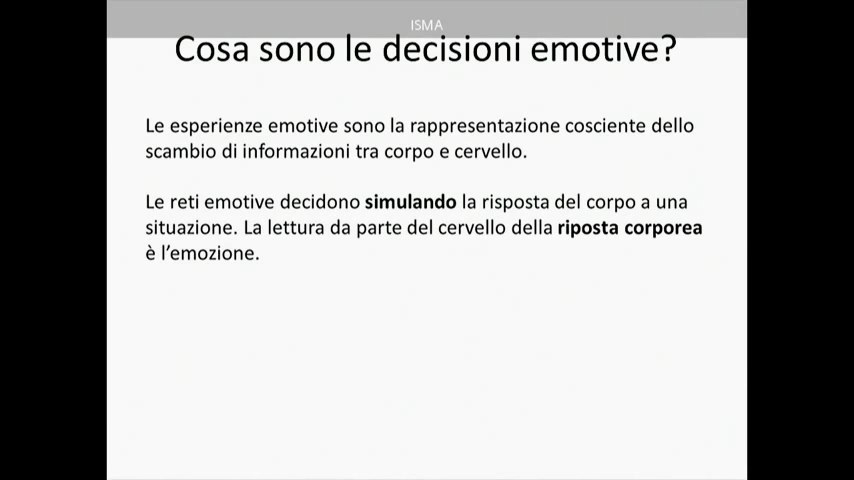 ISMA
Cosa sono le decisioni emotive?
Le esperienze emotive sono la rappresentazione cosciente dello
scambio di informazioni tra corpo e cervello.
Le reti emotive decidono simulando la risposta del corpo a una
situazione. La lettura da parte del cervello della riposta corporea
è l’emozione.